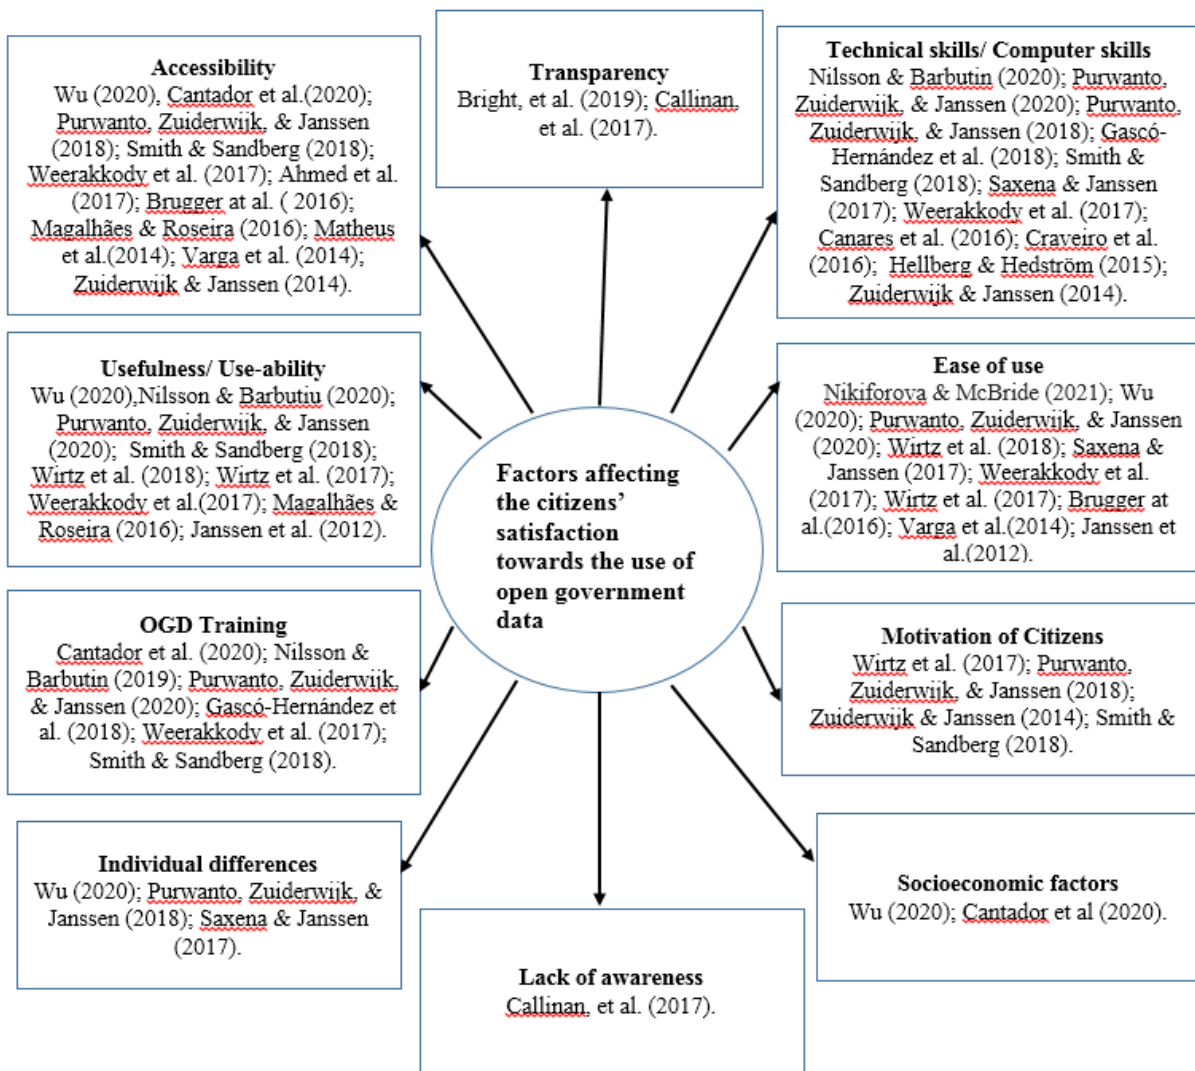 Accessibility
Wu (2020), Cantador et al.(2020);
Purwanto, Zuiderwijk, & Janssen
(2018); Smith & Sandberg (2018);
Weerakkody et al. (2017); Ahmed et al.
(2017); Brugger at al. ( 2016);
Magalhães & Roseira (2016); Matheus
et al.(2014); Varga et al. (2014);
Zuiderwijk & Janssen (2014).
Transparency
Bright, et al. (2019); Callinan,
et al. (2017).
Technical skills/ Computer skills
Nilsson & Barbutin (2020); Purwanto,
Zuiderwijk, & Janssen (2020); Purwanto,
Zuiderwijk, & Janssen (2018); Gascó-
Hernández et al. (2018); Smith &
Sandberg (2018); Saxena & Janssen
(2017); Weerakkody et al. (2017);
Canares et al. (2016); Craveiro et al.
(2016); Hellberg & Hedström (2015);
Zuiderwijk & Janssen (2014).
Usefulness/ Use-ability
Wu (2020),Nilsson & Barbutiu (2020);
Purwanto, Zuiderwijk, & Janssen
(2020); Smith & Sandberg (2018);
Wirtz et al. (2018); Wirtz et al. (2017);
Weerakkody et al.(2017); Magalhães &
Roseira (2016); Janssen et al. (2012).
Factors affecting
the citizens’
satisfaction
towards the use of
open government
data
Ease of use
Nikiforova & McBride (2021); Wu
(2020); Purwanto, Zuiderwijk, & Janssen
(2020); Wirtz et al. (2018); Saxena &
Janssen (2017); Weerakkody et al.
(2017); Wirtz et al. (2017); Brugger at
al.(2016); Varga et al.(2014); Janssen et
al.(2012).
OGD Training
Cantador et al. (2020); Nilsson &
Barbutin (2019); Purwanto, Zuiderwijk,
& Janssen (2020); Gascó-Hernández et
al. (2018); Weerakkody et al. (2017);
Smith & Sandberg (2018).
Motivation of Citizens
Wirtz et al. (2017); Purwanto,
Zuiderwijk, & Janssen (2018);
Zuiderwijk & Janssen (2014); Smith &
Sandberg (2018).
Individual differences
Wu (2020); Purwanto, Zuiderwijk, &
Janssen (2018); Saxena & Janssen
(2017).
Lack of awareness
Callinan, et al. (2017).
Socioeconomic factors
Wu (2020); Cantador et al (2020).